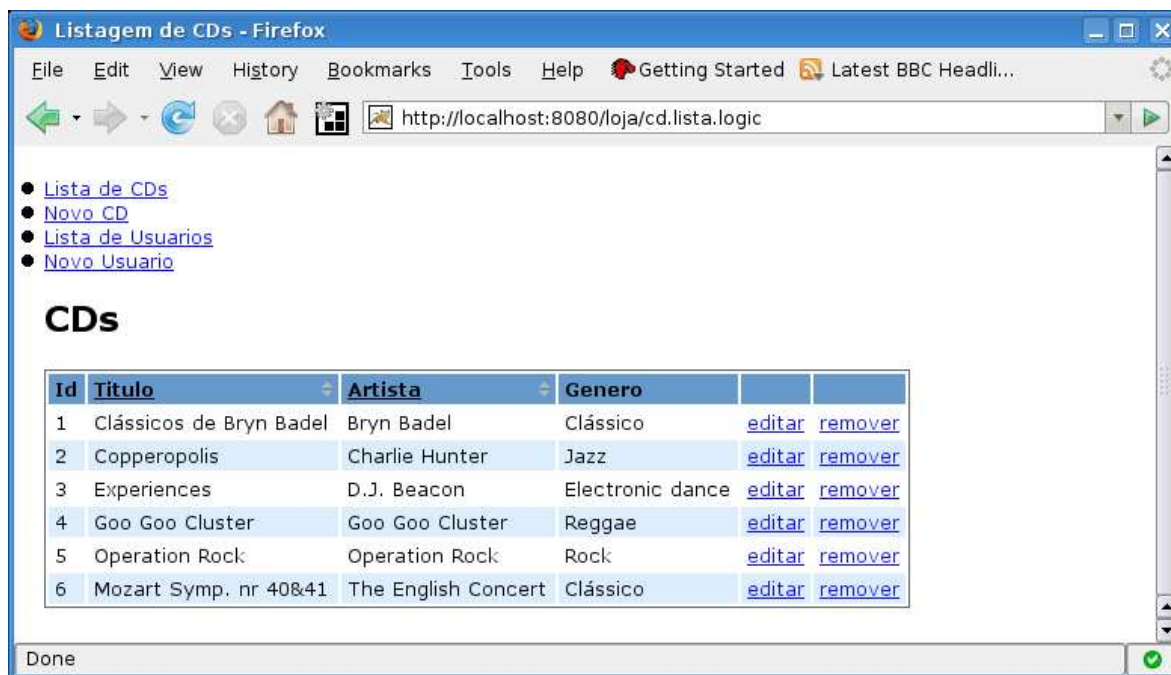 Listagem de CDs - Firefox
File Edit View History Bookmarks Tools Help Getting Started Latest BBC Headli...
http://localhost:8080/loja/cd.lista.logic
Lista de CDs
Novo CD
Lista de Usuarios
Novo Usuario
CDs
Id Titulo Artista Genero
1 Clássicos de Bryn Badel Bryn Badel Clássico editar remover
2 Copperopolis Charlie Hunter Jazz editar remover
3 Experiences D.J. Beacon Electronic dance editar remover
4 Goo Goo Cluster Goo Goo Cluster Reggae editar remover
5 Operation Rock Operation Rock Rock editar remover
6 Mozart Symp. nr 40&41 The English Concert Clássico editar remover
Done